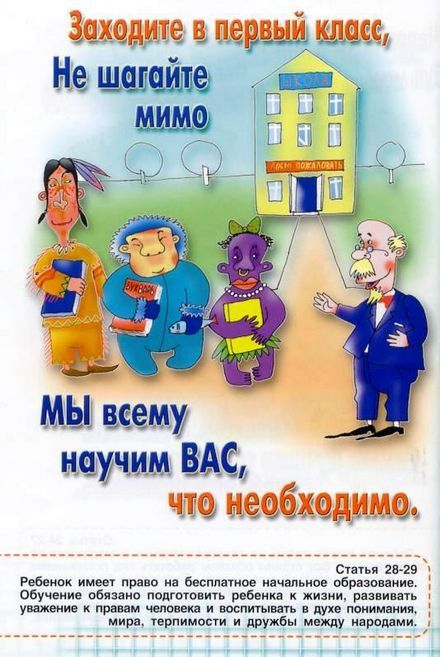 Заходите в первый класс,
Не шагайте
мимо
ШКОЛА
ДОБРО ПОЖАЛОВАТЬ
БУКВАРЬ
МЫ всему
научим ВАС,
что необходимо.
Статья 28-29
Ребенок имеет право на бесплатное начальное образование.
Обучение обязано подготовить ребенка к жизни, развивать
уважение к правам человека и воспитывать в духе понимания,
мира, терпимости и дружбы между народами.